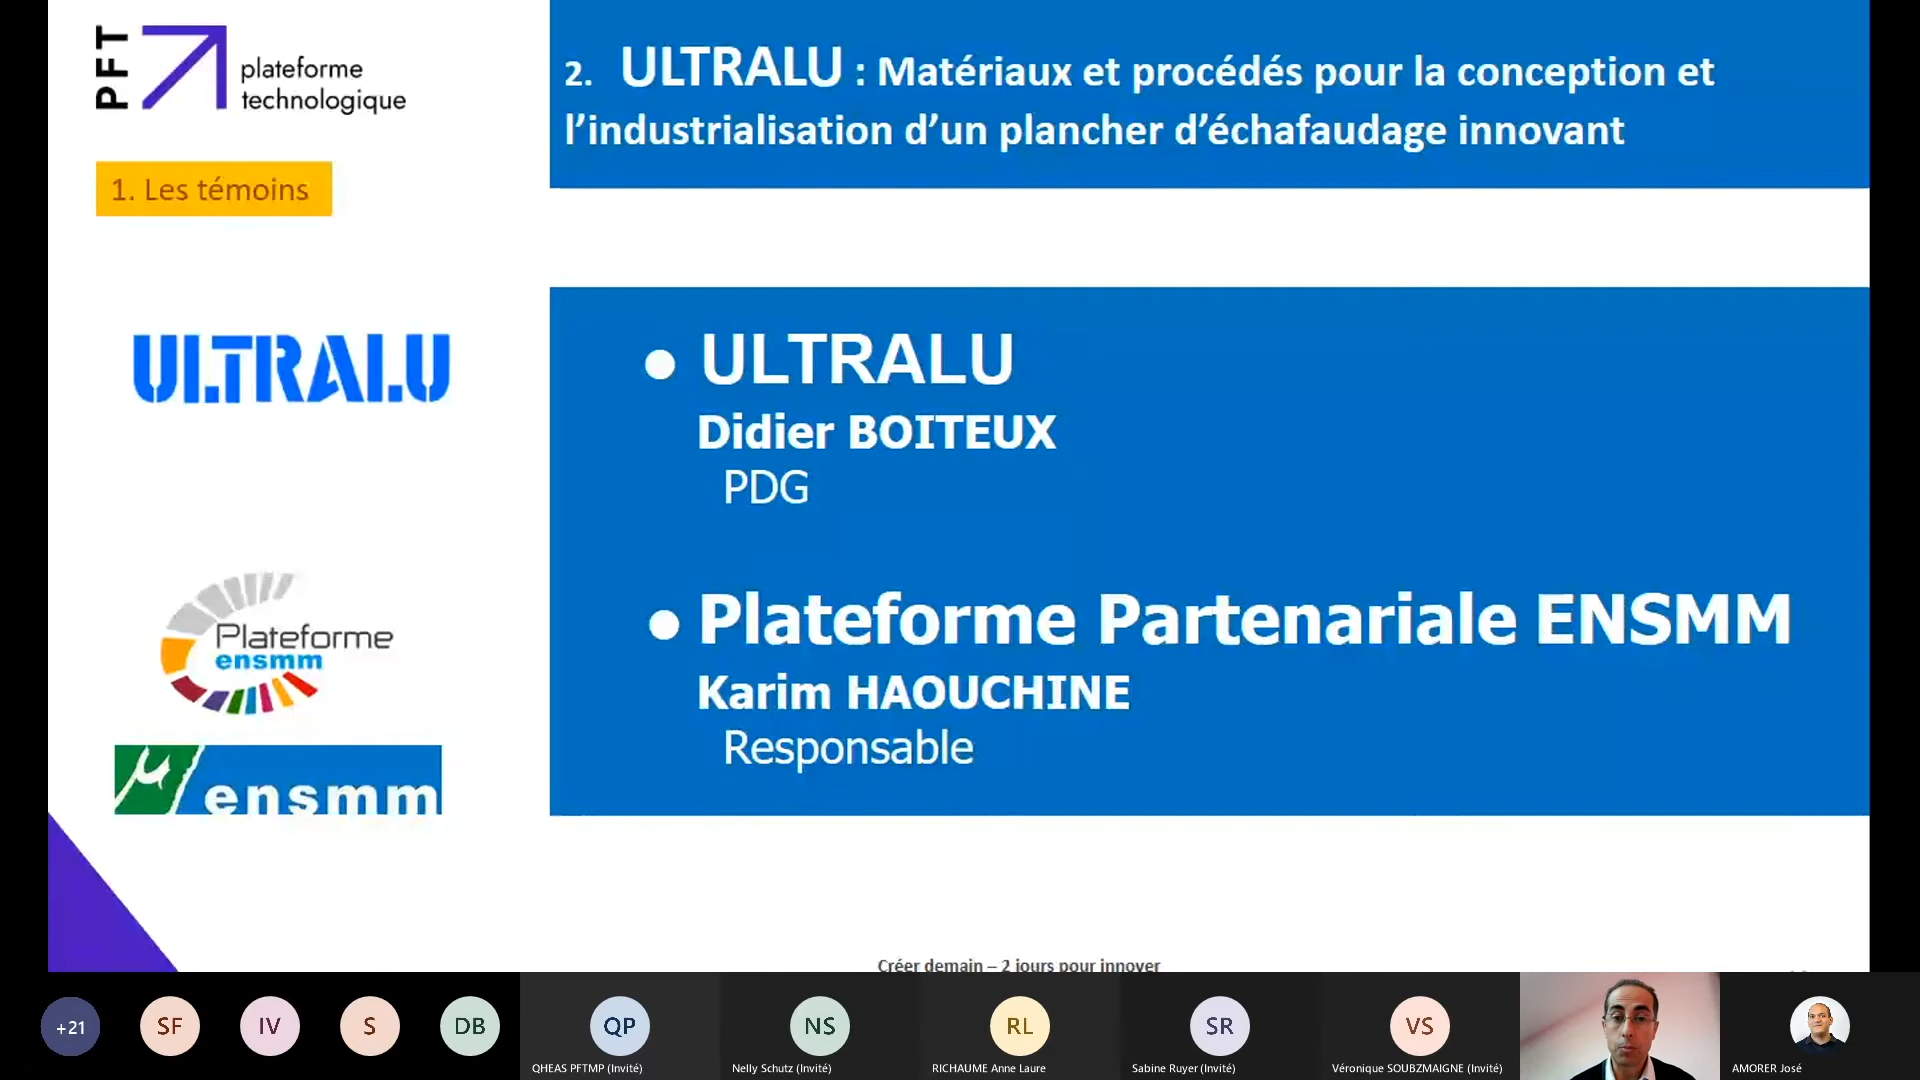 PFT
plateforme
technologique
2. ULTRALU : Matériaux et procédés pour la conception et
l’industrialisation d’un plancher d’échafaudage innovant
1. Les témoins
ULTRALU
● ULTRALU
Didier BOITEUX
PDG
Plateforme
ensmm
● Plateforme Partenariale ENSMM
Karim HAOUCHINE
Responsable
µ ensmm
Créer demain – 2 jours pour innover
+21
SF
IV
S
DB
QP
NS
RL
SR
VS
QHEAS PFTMP (Invité)
Nelly Schutz (Invité)
RICHAUME Anne Laure
Sabine Ruyer (Invité)
Véronique SOUBZMAIGNE (Invité)
AMORER José